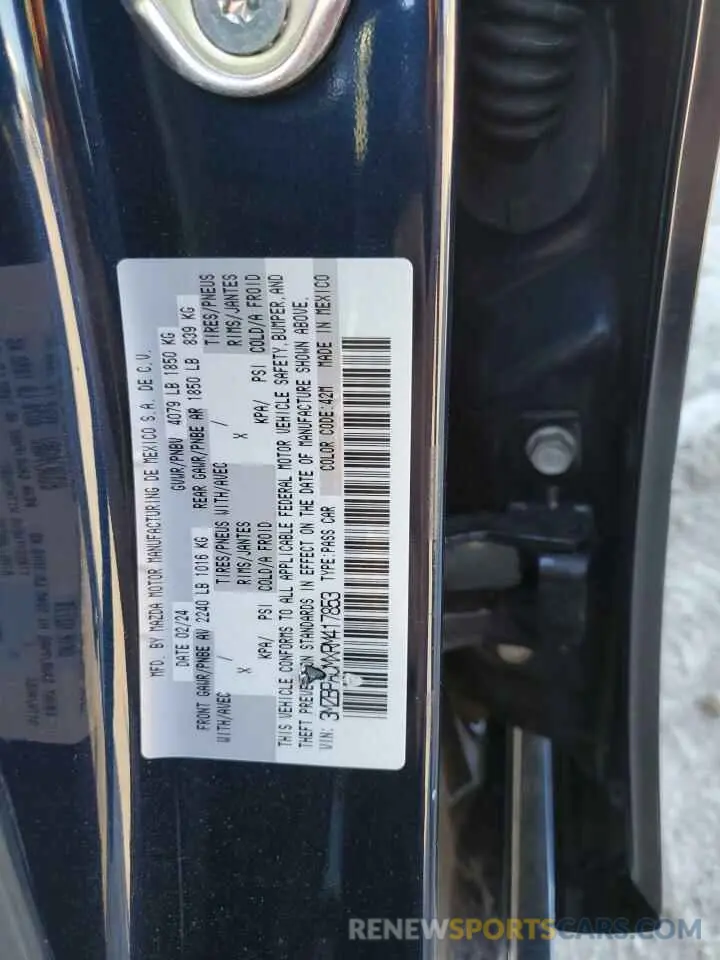 MFD. BY MAZDA MOTOR MANUFACTURING DE MEXICO S.A. DE C.V.
DATE 02/24 GVWR/PNBV 4079 LB 1850 KG
FRONT GAWR/PNBE AV 2240 LB 1016 KG REAR GAWR/PNBE AR 1850 LB 839 KG
WITH/AVEC / TIRES/PNEUS WITH/AVEC / TIRES/PNEUS
X RIMS/JANTES X RIMS/JANTES
KPA/ PSI COLD/A FROID KPA/ PSI COLD/A FROID
THIS VEHICLE CONFORMS TO ALL APPLICABLE FEDERAL MOTOR VEHICLE SAFETY, BUMPER, AND
THEFT PREVENTION STANDARDS IN EFFECT ON THE DATE OF MANUFACTURE SHOWN ABOVE.
VIN: TYPE:PASS CAR COLOR CODE:42M MADE IN MEXICO
RENEWSPORTSCARS.COM